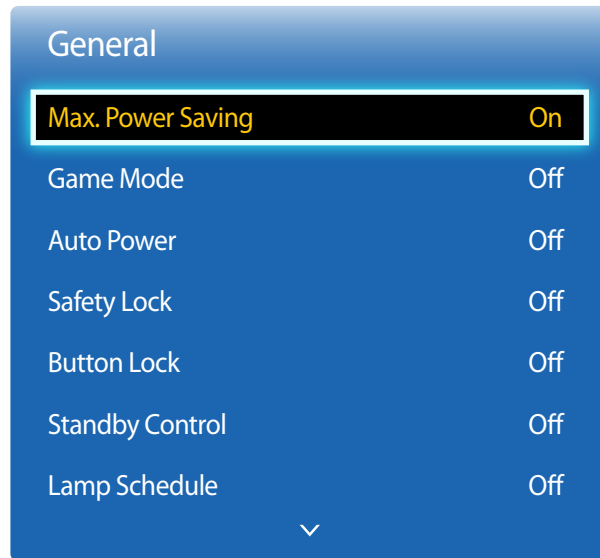 General
Max. Power Saving On
Game Mode Off
Auto Power Off
Safety Lock Off
Button Lock Off
Standby Control Off
Lamp Schedule Off